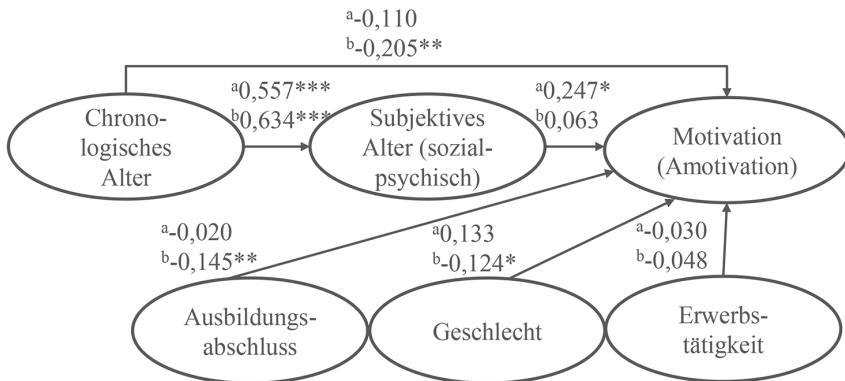 ᵃ-0,110
ᵇ-0,205**
ᵃ0,557***
ᵇ0,634***
ᵃ0,247*
ᵇ0,063
Chrono-
logisches
Alter
Subjektives
Alter (sozial-
psychisch)
Motivation
(Amotivation)
ᵃ-0,020
ᵇ-0,145**
ᵃ0,133
ᵇ-0,124*
ᵃ-0,030
ᵇ-0,048
Ausbildungs-
abschluss
Geschlecht
Erwerbs-
tätigkeit